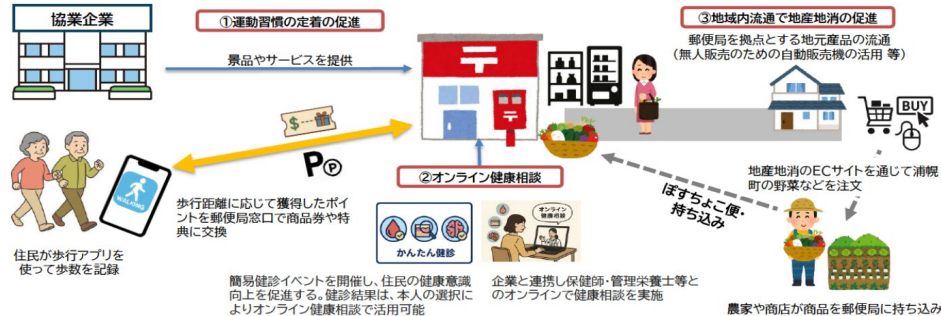 協業企業
①運動習慣の定着の促進
景品やサービスを提供
住民が歩行アプリを
使って歩数を記録
WALKING
歩行距離に応じて獲得したポイ
ントを郵便局窓口で商品券や特
典に交換
②オンライン健康相談
かんたん健診
オンライン
健康相談
簡易健診イベントを開催し、住民の健康意識
向上を促進する。健診結果は、本人の選択に
よりオンライン健康相談で活用可能
企業と連携し保健師・管理栄養士等と
のオンラインで健康相談を実施
③地域内流通で地産地消の促進
郵便局を拠点とする地元産品の流通
（無人販売のための自動販売機の活用 等）
BUY
地産地消のECサイトを通じて浦幌
町の野菜などを注文
ぽすちょこ便・
持ち込み
農家や商店が商品を郵便局に持ち込み